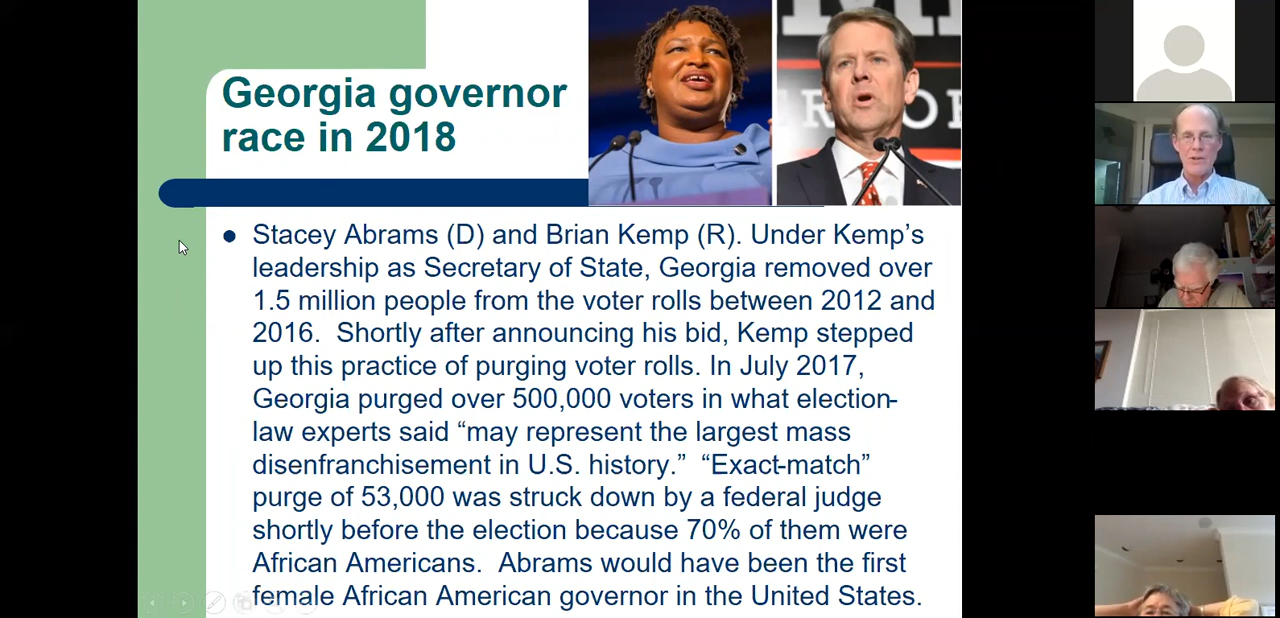 Georgia governor
race in 2018
Stacey Abrams (D) and Brian Kemp (R). Under Kemp’s
leadership as Secretary of State, Georgia removed over
1.5 million people from the voter rolls between 2012 and
2016.  Shortly after announcing his bid, Kemp stepped
up this practice of purging voter rolls. In July 2017,
Georgia purged over 500,000 voters in what election-
law experts said “may represent the largest mass
disenfranchisement in U.S. history.”  “Exact-match”
purge of 53,000 was struck down by a federal judge
shortly before the election because 70% of them were
African Americans.  Abrams would have been the first
female African American governor in the United States.